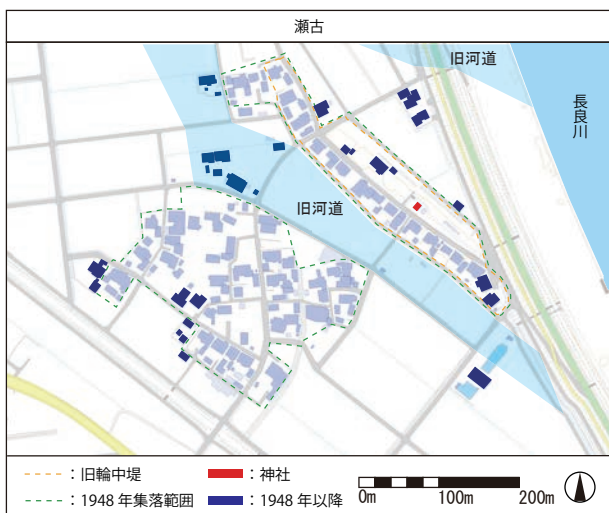 瀬古
旧河道
長良川
旧河道
：旧輪中堤
：神社
：1948 年集落範囲
：1948 年以降
0m 100m 200m